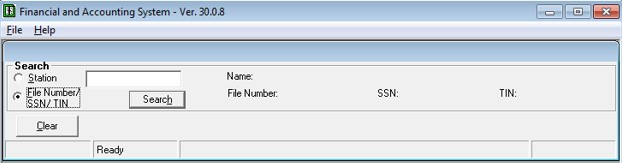 Financial and Accounting System - Ver. 30.0.8
File Help
Search
Station
Name:
File Number/
SSN/ TIN
Search
File Number: SSN: TIN:
Clear
Ready